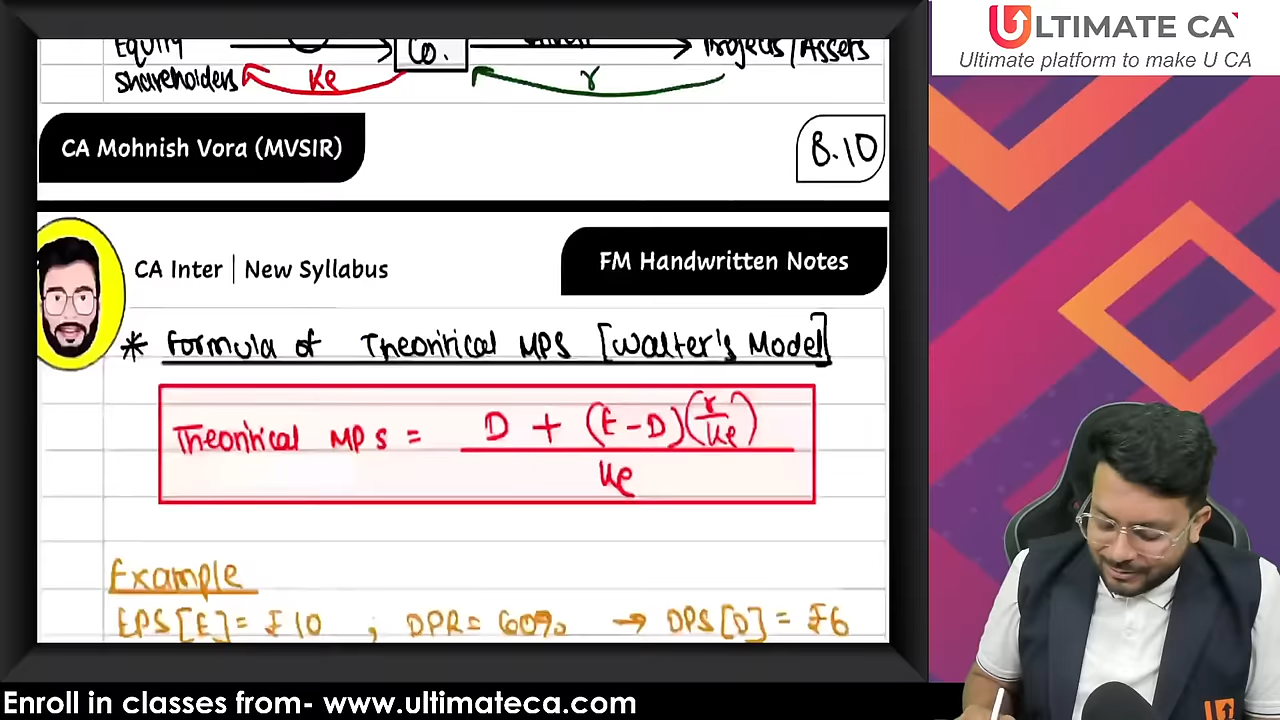 Equity
Co.
Projects/Assets
Shareholders
Ke
r
CA Mohnish Vora (MVSIR)
8.10
CA Inter | New Syllabus
FM Handwritten Notes
* Formula of Theoritical MPS [Walter's Model]
Theoritical MPS = D + (E-D)(r/Ke)
Ke
Example
EPS[E] = ₹10 ; DPR = 60% → DPS[D] = ₹6
ULTIMATE CA
Ultimate platform to make U CA
Enroll in classes from- www.ultimateca.com